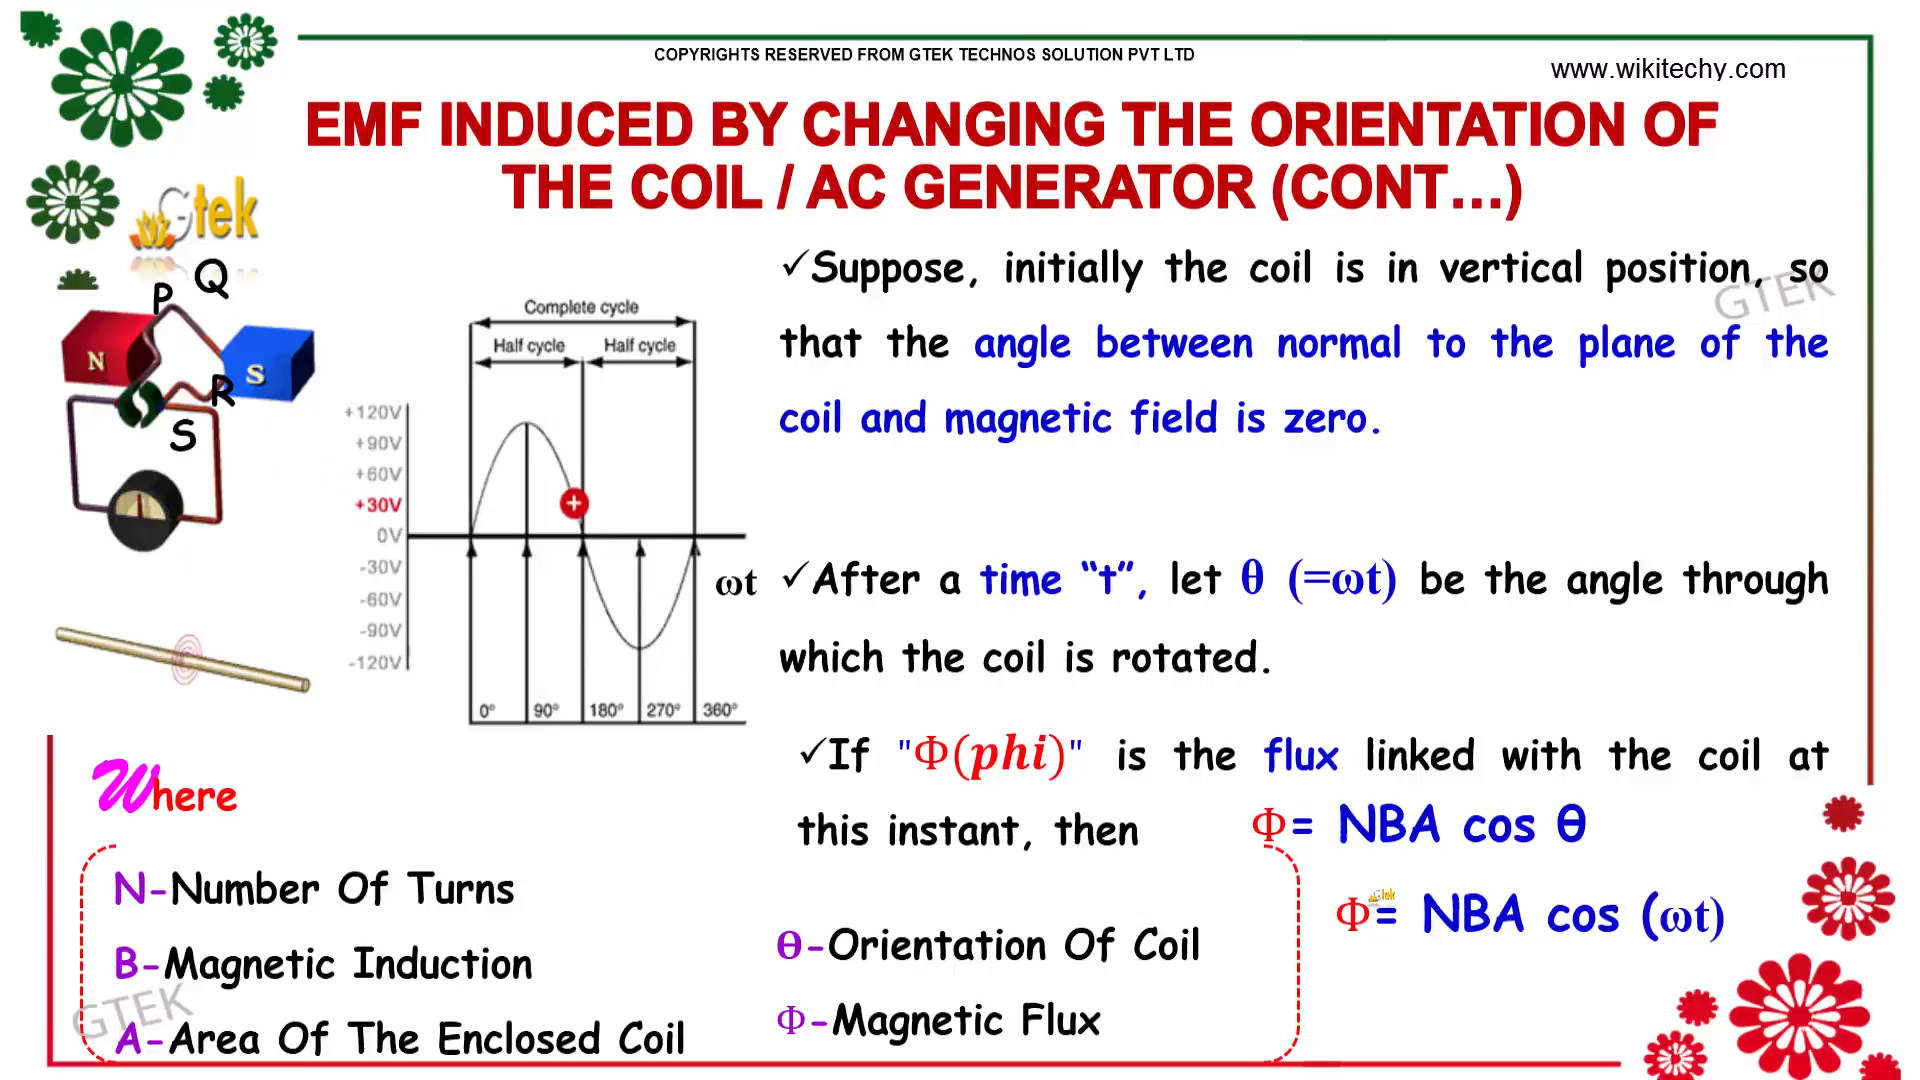 COPYRIGHTS RESERVED FROM GTEK TECHNOS SOLUTION PVT LTD
www.wikitechy.com
EMF INDUCED BY CHANGING THE ORIENTATION OF
THE COIL / AC GENERATOR (CONT...)
Gtek
P Q
N
S
R
S
Complete cycle
Half cycle Half cycle
+120V
+90V
+60V
+30V
0V
-30V
-60V
-90V
-120V
0° 90° 180° 270° 360°
ωt
✓Suppose, initially the coil is in vertical position, so
that the angle between normal to the plane of the
coil and magnetic field is zero.
GTEK
✓After a time “t”, let θ (=ωt) be the angle through
which the coil is rotated.
✓If "Φ(phi)" is the flux linked with the coil at
this instant, then
Φ= NBA cos θ
Φ= NBA cos (ωt)
Gtek
Where
N-Number Of Turns
B-Magnetic Induction
A-Area Of The Enclosed Coil
ϴ-Orientation Of Coil
Φ-Magnetic Flux
GTEK